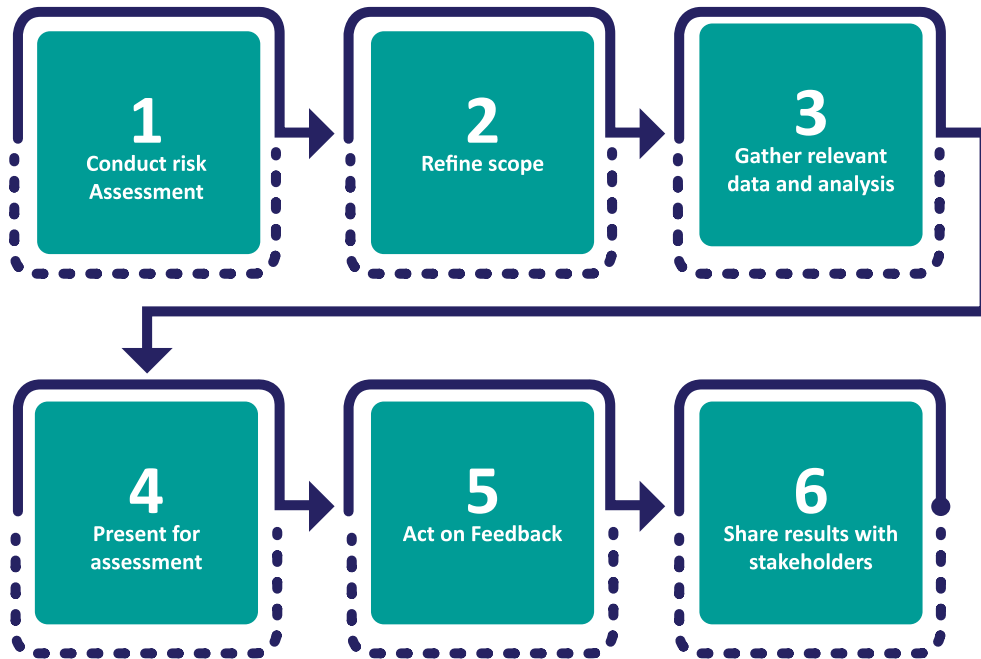 1
Conduct risk
Assessment
2
Refine scope
3
Gather relevant
data and analysis
4
Present for
assessment
5
Act on Feedback
6
Share results with
stakeholders